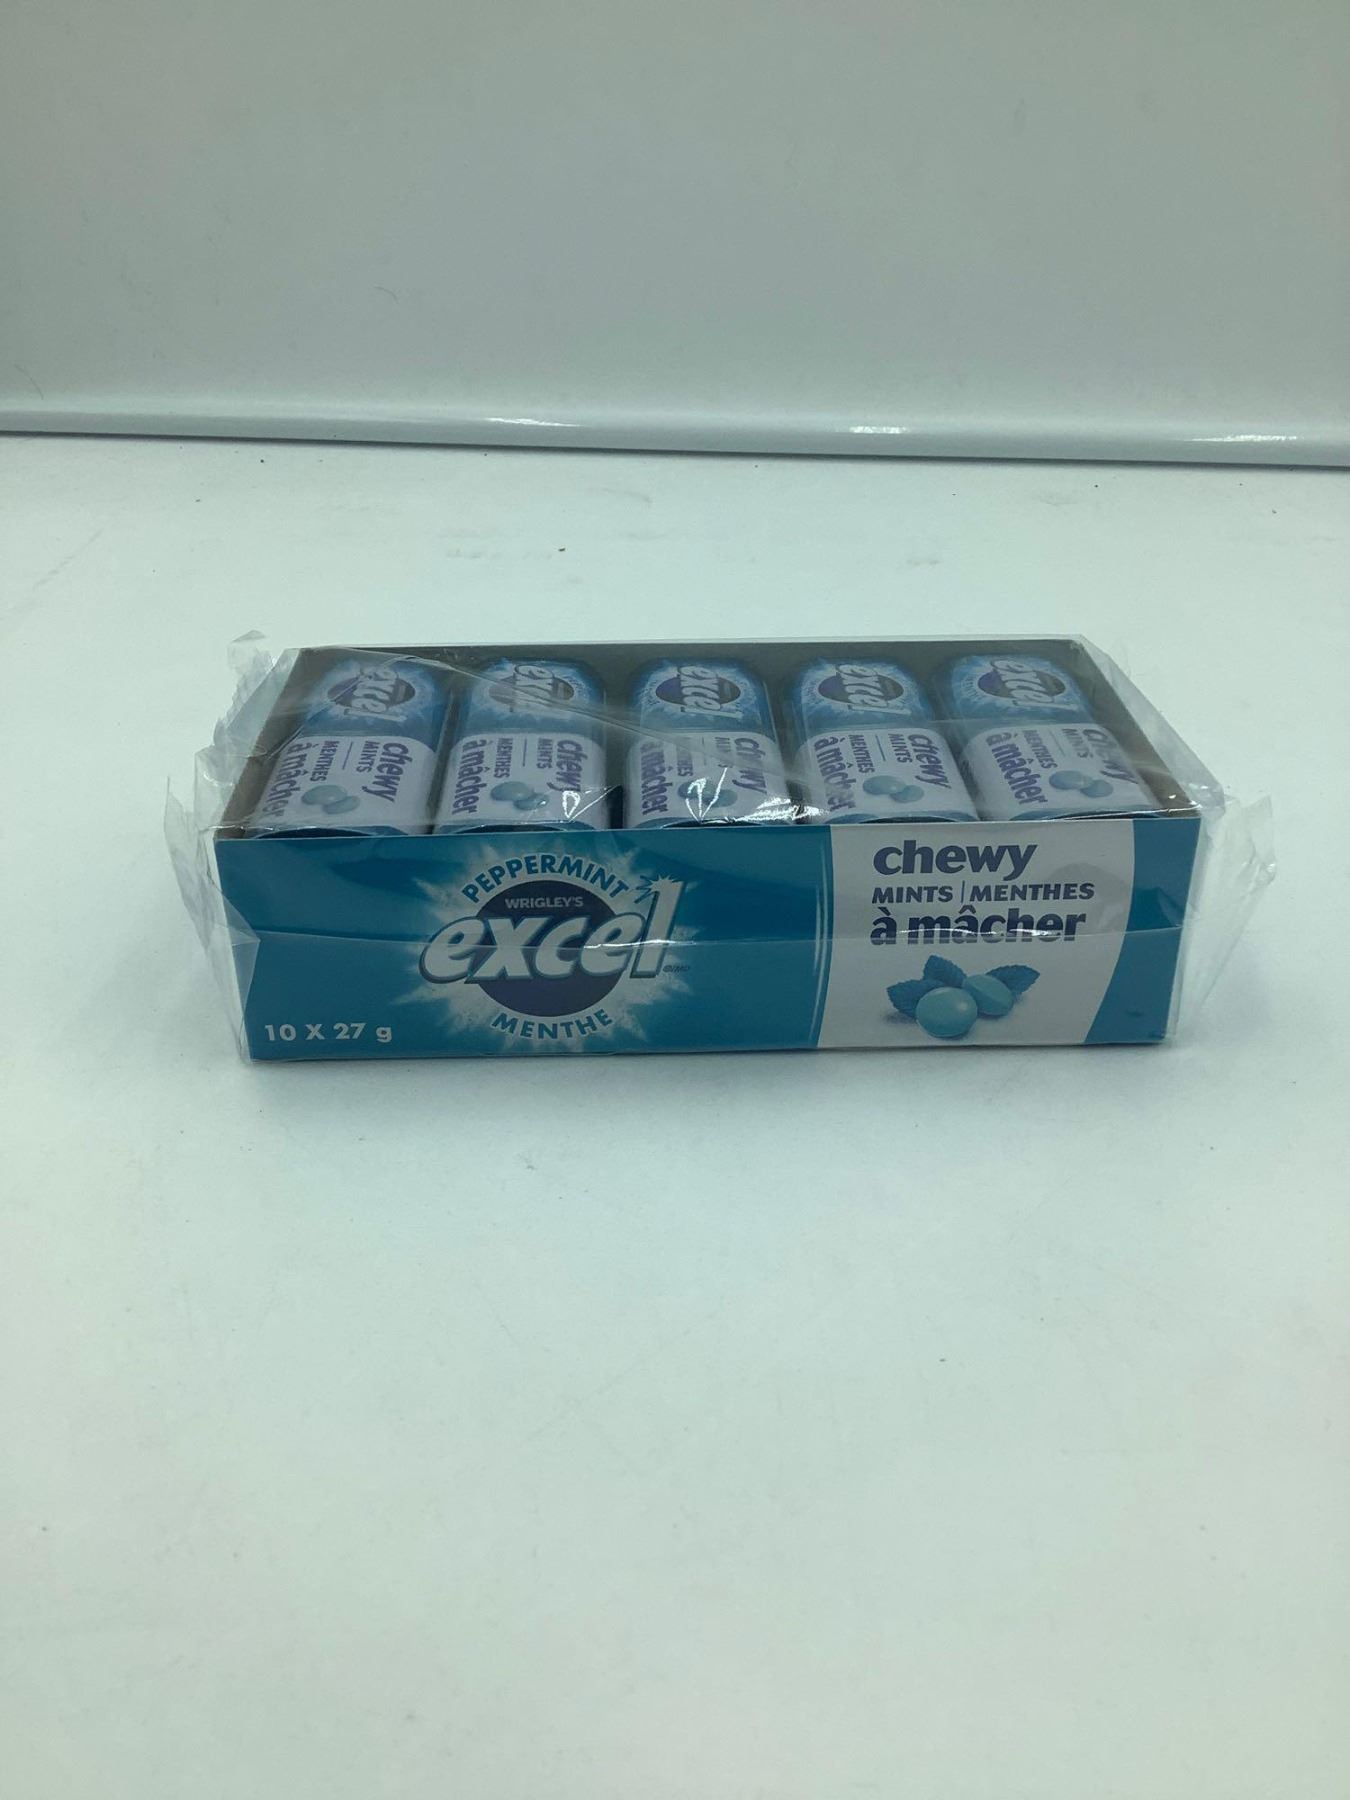 excel
chewy
MINTS
MENTHES
à mâcher
excel
chewy
MINTS
MENTHES
à mâcher
excel
chewy
MINTS
MENTHES
à mâcher
excel
chewy
MINTS
MENTHES
à mâcher
excel
chewy
MINTS
MENTHES
à mâcher
PEPPERMINT
WRIGLEY'S
excel
MENTHE
10 X 27 g
chewy
MINTS | MENTHES
à mâcher